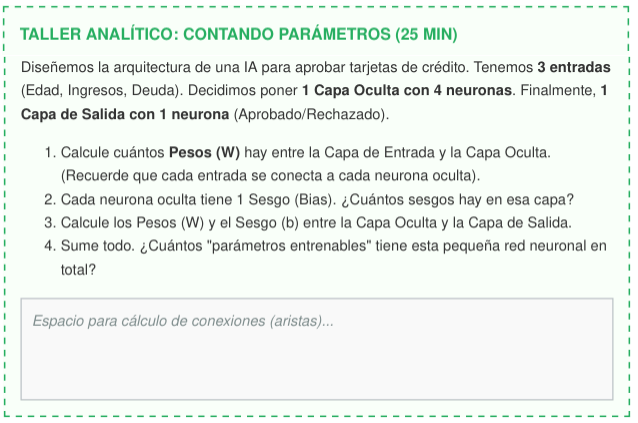 TALLER ANALÍTICO: CONTANDO PARÁMETROS (25 MIN)
Diseñemos la arquitectura de una IA para aprobar tarjetas de crédito. Tenemos 3 entradas
(Edad, Ingresos, Deuda). Decidimos poner 1 Capa Oculta con 4 neuronas. Finalmente, 1
Capa de Salida con 1 neurona (Aprobado/Rechazado).
1. Calcule cuántos Pesos (W) hay entre la Capa de Entrada y la Capa Oculta.
(Recuerde que cada entrada se conecta a cada neurona oculta).
2. Cada neurona oculta tiene 1 Sesgo (Bias). ¿Cuántos sesgos hay en esa capa?
3. Calcule los Pesos (W) y el Sesgo (b) entre la Capa Oculta y la Capa de Salida.
4. Sume todo. ¿Cuántos "parámetros entrenables" tiene esta pequeña red neuronal en
total?
Espacio para cálculo de conexiones (aristas)...